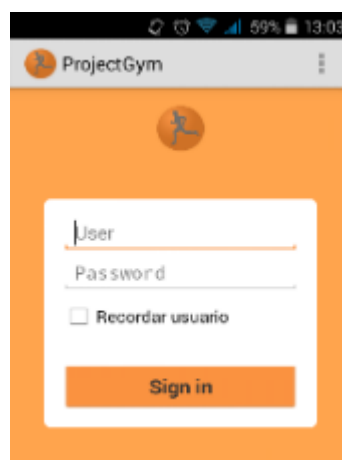 59% 13:03
ProjectGym
User
Password
Recordar usuario
Sign in